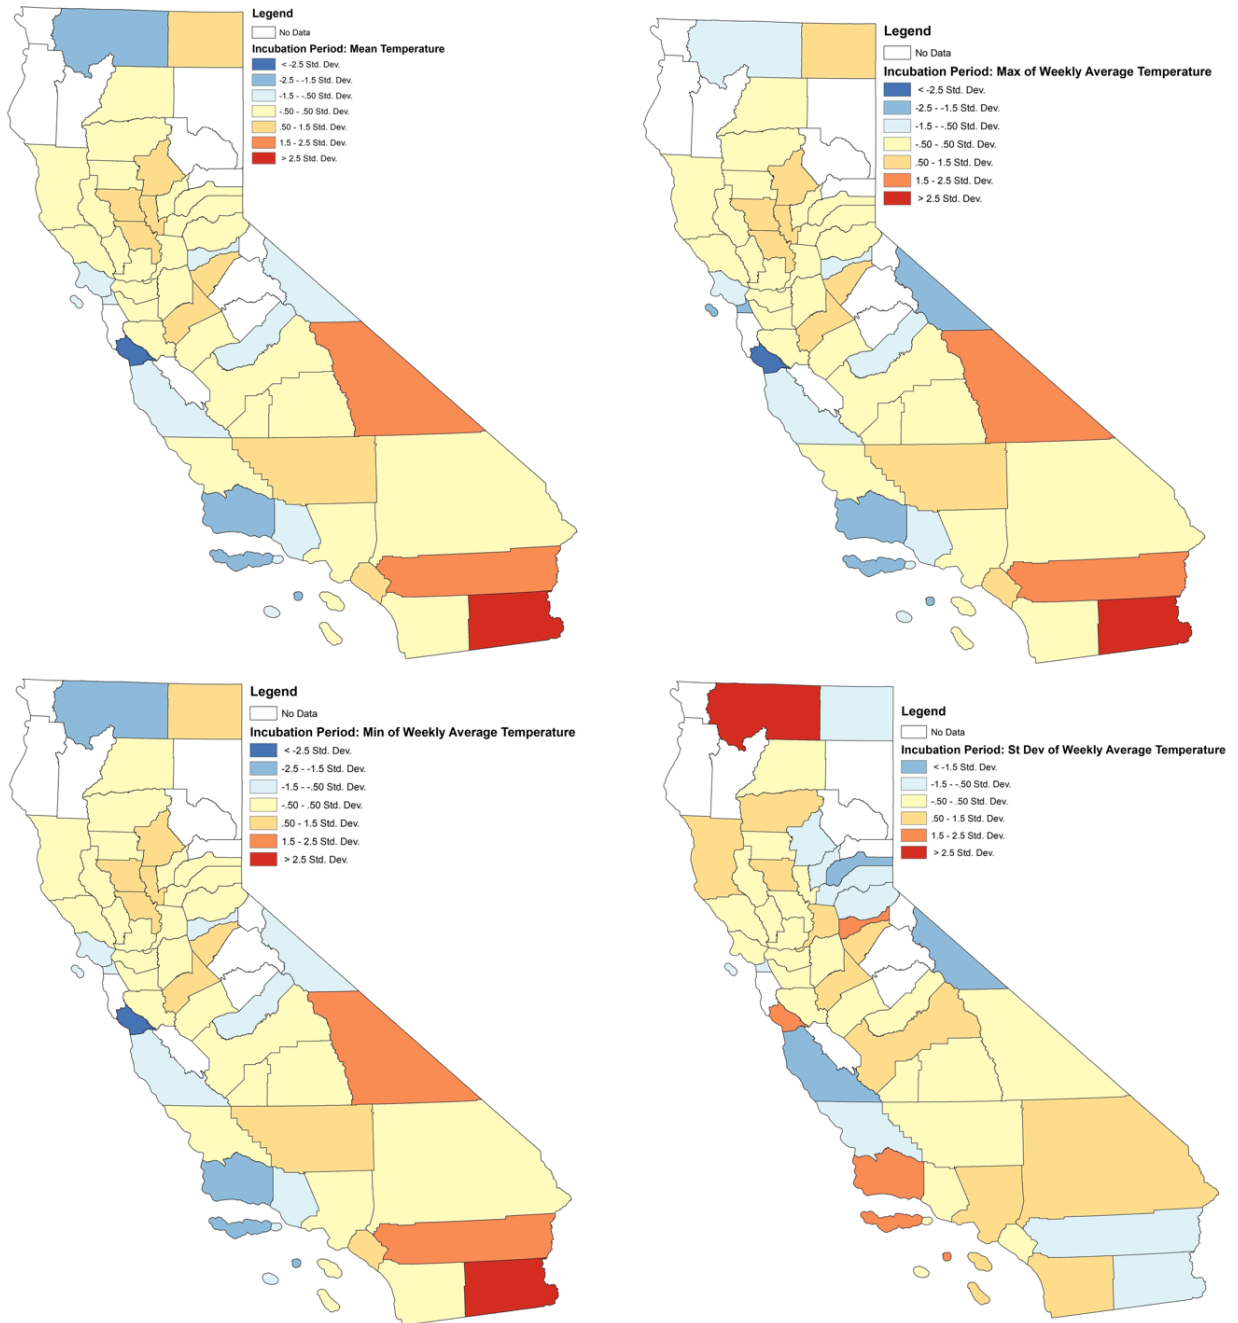 Legend
No Data
Incubation Period: Mean Temperature
< -2.5 Std. Dev.
-2.5 - -1.5 Std. Dev.
-1.5 - -.50 Std. Dev.
-.50 - .50 Std. Dev.
.50 - 1.5 Std. Dev.
1.5 - 2.5 Std. Dev.
> 2.5 Std. Dev.
Legend
No Data
Incubation Period: Max of Weekly Average Temperature
< -2.5 Std. Dev.
-2.5 - -1.5 Std. Dev.
-1.5 - -.50 Std. Dev.
-.50 - .50 Std. Dev.
.50 - 1.5 Std. Dev.
1.5 - 2.5 Std. Dev.
> 2.5 Std. Dev.
Legend
No Data
Incubation Period: Min of Weekly Average Temperature
< -2.5 Std. Dev.
-2.5 - -1.5 Std. Dev.
-1.5 - -.50 Std. Dev.
-.50 - .50 Std. Dev.
.50 - 1.5 Std. Dev.
1.5 - 2.5 Std. Dev.
> 2.5 Std. Dev.
Legend
No Data
Incubation Period: St Dev of Weekly Average Temperature
< -1.5 Std. Dev.
-1.5 - -.50 Std. Dev.
-.50 - .50 Std. Dev.
.50 - 1.5 Std. Dev.
1.5 - 2.5 Std. Dev.
> 2.5 Std. Dev.